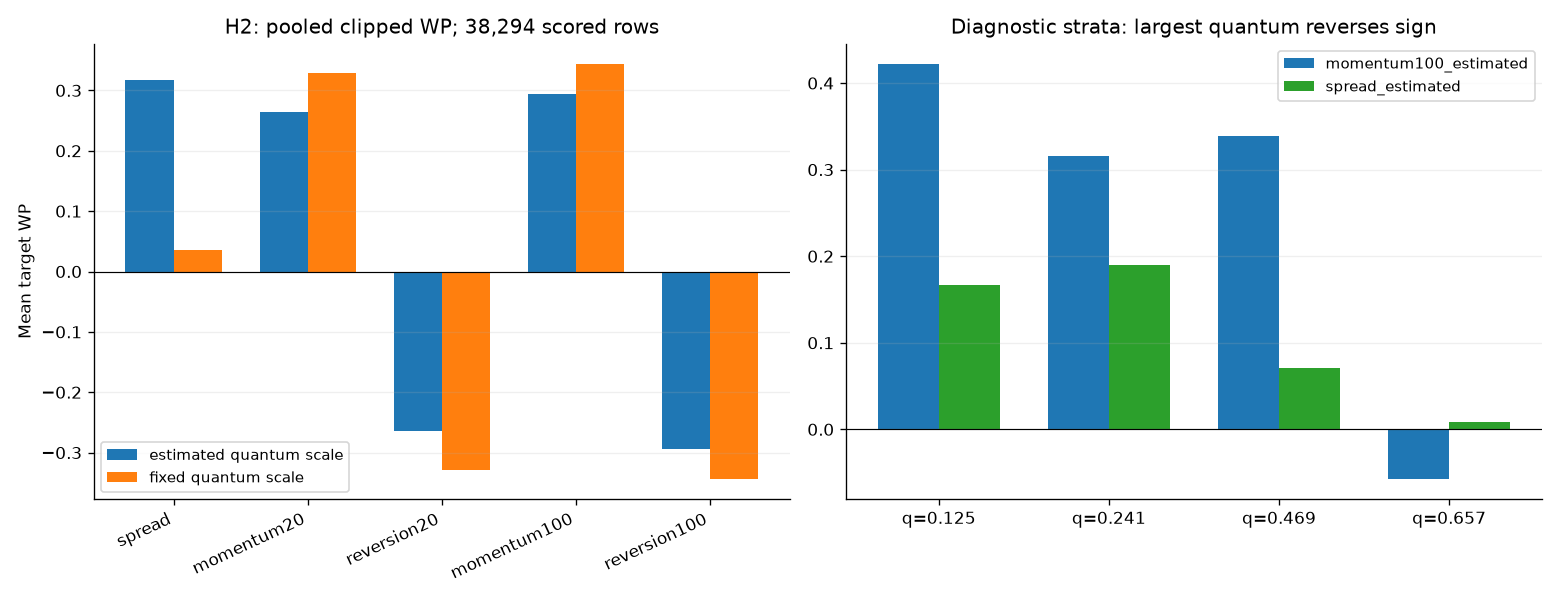 H2: pooled clipped WP; 38,294 scored rows
Mean target WP
0.3
0.2
0.1
0.0
−0.1
−0.2
−0.3
estimated quantum scale
fixed quantum scale
spread
momentum20
reversion20
momentum100
reversion100
Diagnostic strata: largest quantum reverses sign
momentum100_estimated
spread_estimated
0.4
0.3
0.2
0.1
0.0
q=0.125
q=0.241
q=0.469
q=0.657